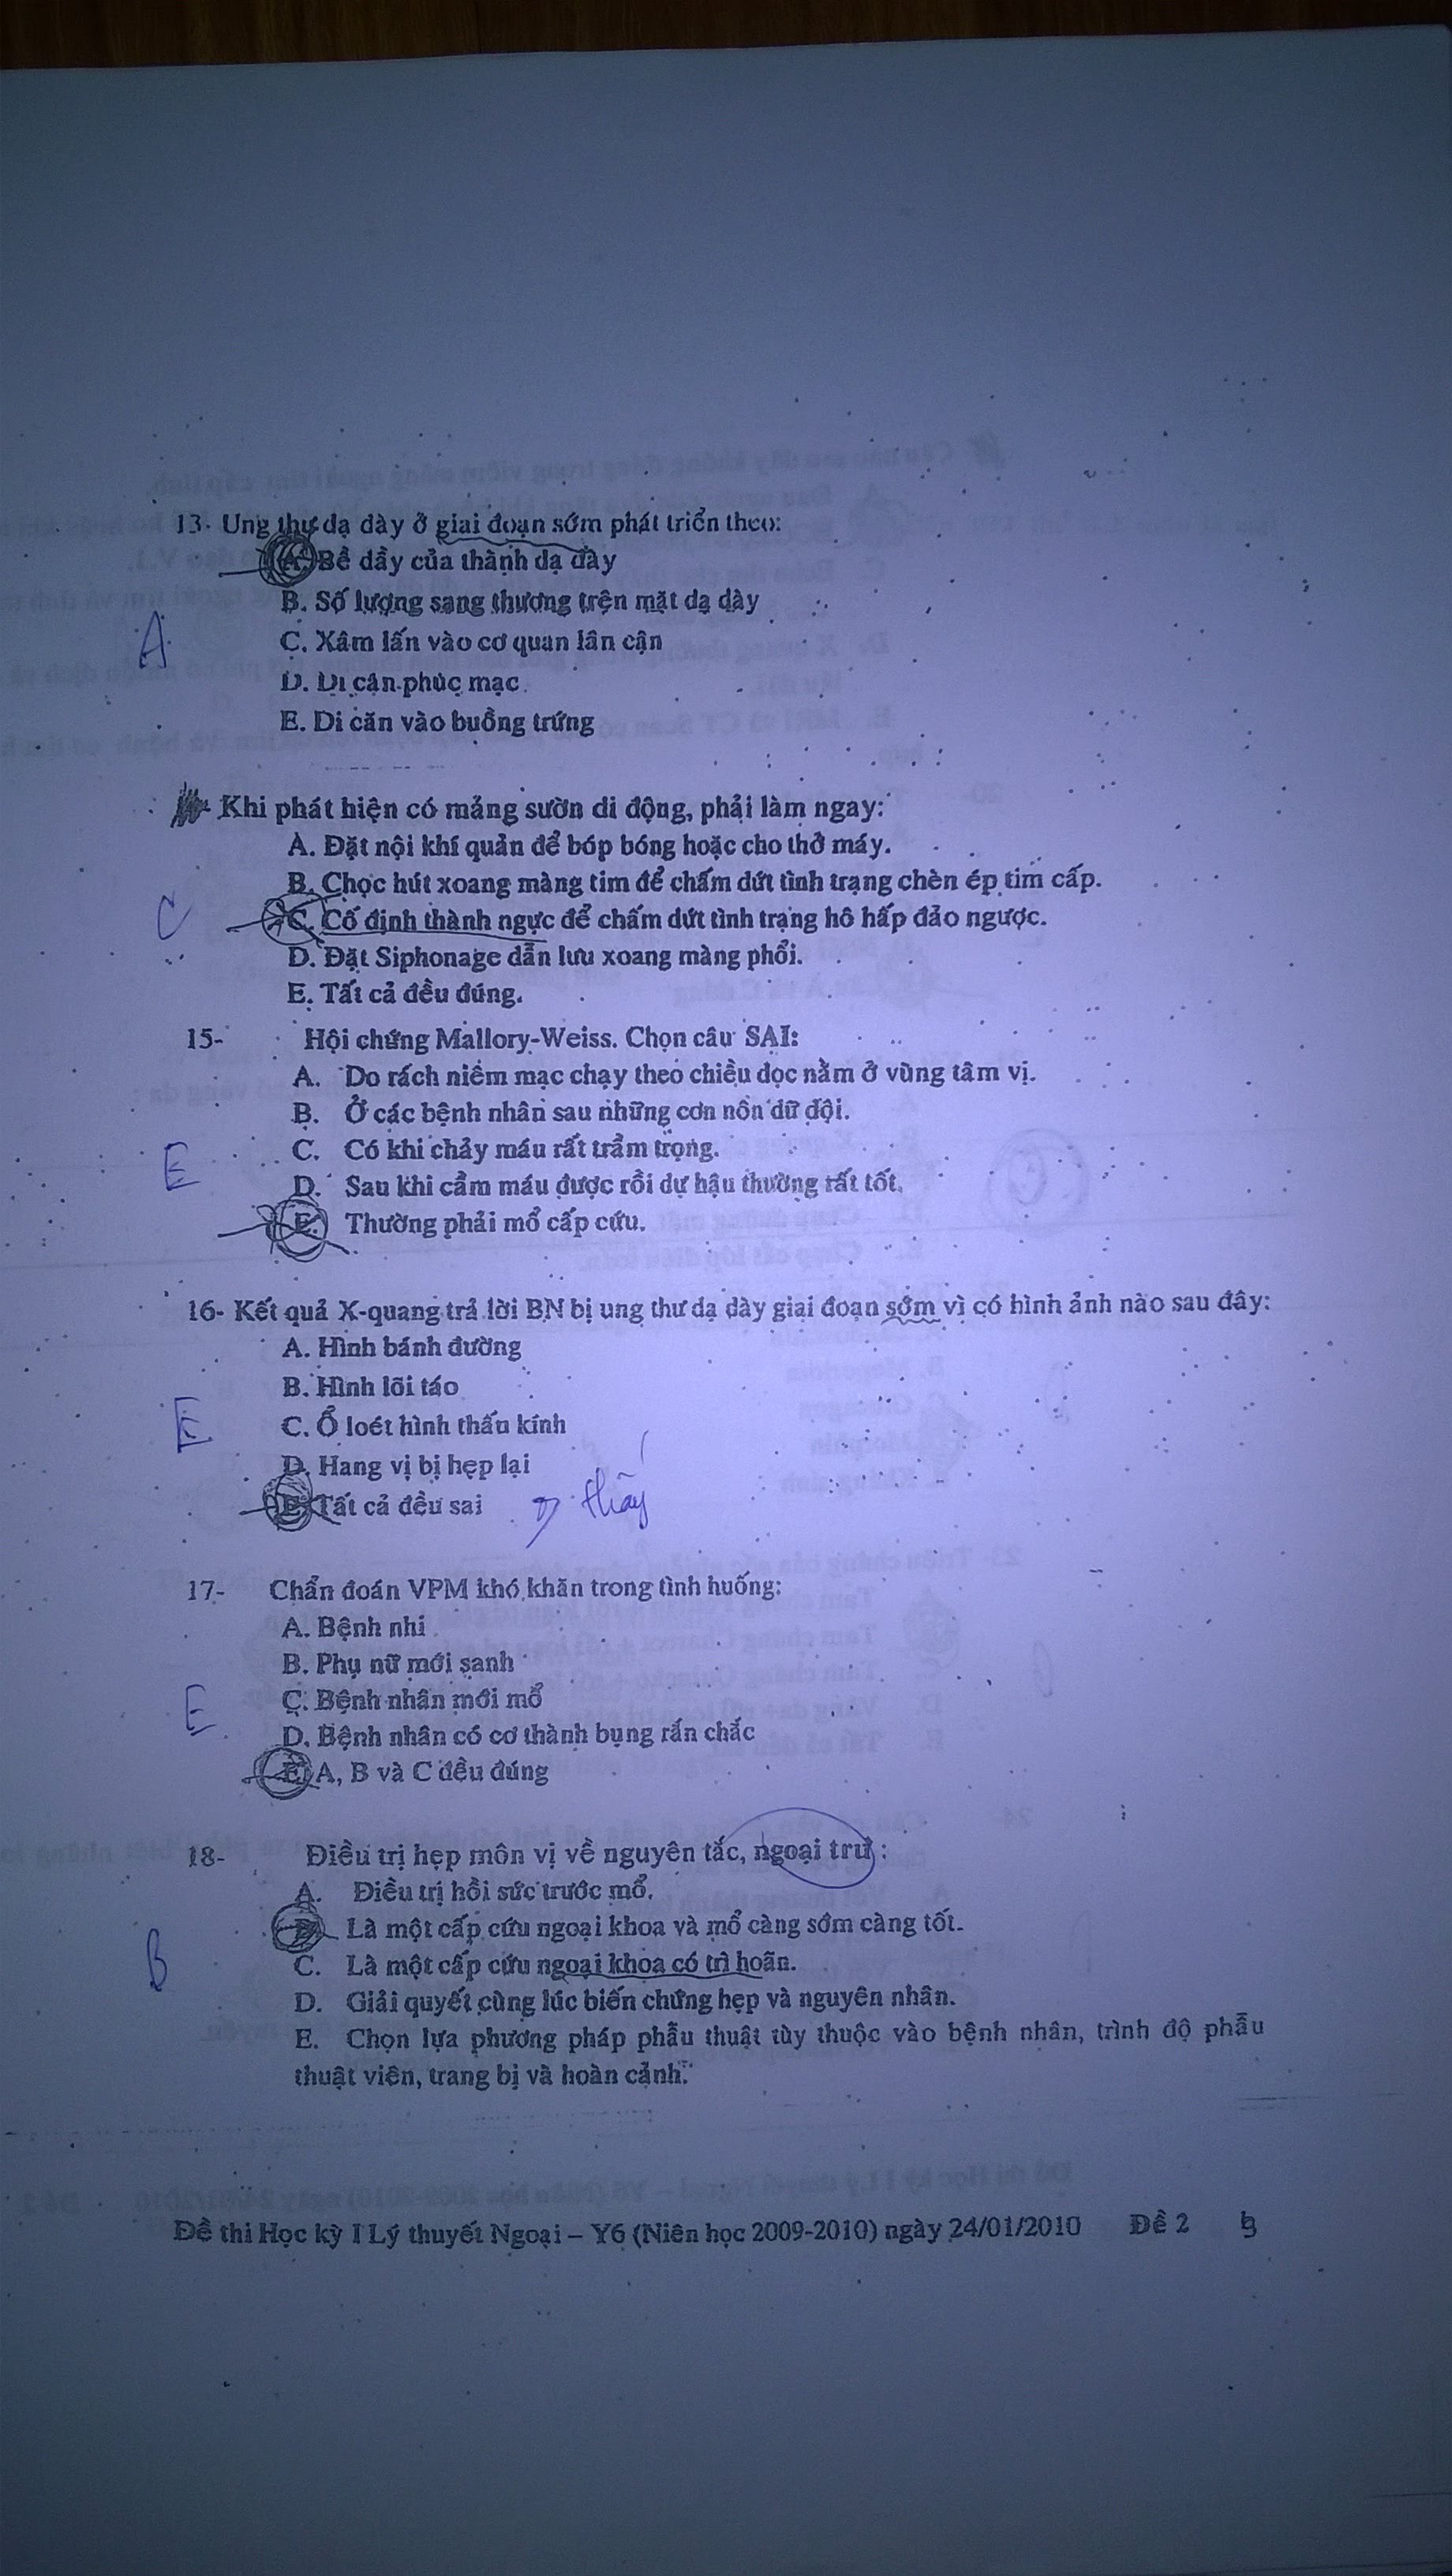 13- Ung thư dạ dày ở giai đoạn sớm phát triển theo:
A. Bề dầy của thành dạ dày
B. Số lượng sang thương trên mặt dạ dày
A
C. Xâm lấn vào cơ quan lân cận
D. Di căn phúc mạc
E. Di căn vào buồng trứng
Khi phát hiện có mảng sườn di động, phải làm ngay:
A. Đặt nội khí quản để bóp bóng hoặc cho thở máy.
B. Chọc hút xoang màng tim để chấm dứt tình trạng chèn ép tim cấp.
C
C. Cố định thành ngực để chấm dứt tình trạng hô hấp đảo ngược.
D. Đặt Siphonage dẫn lưu xoang màng phổi.
E. Tất cả đều đúng.
15- Hội chứng Mallory-Weiss. Chọn câu SAI:
A. Do rách niêm mạc chạy theo chiều dọc nằm ở vùng tâm vị.
B. Ở các bệnh nhân sau những cơn nôn dữ dội.
C. Có khi chảy máu rất trầm trọng.
E
D. Sau khi cầm máu được rồi dự hậu thường rất tốt.
E. Thường phải mổ cấp cứu.
16- Kết quả X-quang trả lời BN bị ung thư dạ dày giai đoạn sớm vì có hình ảnh nào sau đây:
A. Hình bánh đường
B. Hình lõi táo
E
C. Ổ loét hình thấu kính
D. Hang vị bị hẹp lại
E. Tất cả đều sai
thấy
17- Chẩn đoán VPM khó khăn trong tình huống:
A. Bệnh nhi
B. Phụ nữ mới sanh
E
C. Bệnh nhân mới mổ
D. Bệnh nhân có cơ thành bụng rắn chắc
E. A, B và C đều đúng
18- Điều trị hẹp môn vị về nguyên tắc, ngoại trừ :
A. Điều trị hồi sức trước mổ.
B. Là một cấp cứu ngoại khoa và mổ càng sớm càng tốt.
B
C. Là một cấp cứu ngoại khoa có trì hoãn.
D. Giải quyết cùng lúc biến chứng hẹp và nguyên nhân.
E. Chọn lựa phương pháp phẫu thuật tùy thuộc vào bệnh nhân, trình độ phẫu
thuật viên, trang bị và hoàn cảnh.
Đề thi Học kỳ I Lý thuyết Ngoại – Y6 (Niên học 2009-2010) ngày 24/01/2010 Đề 2